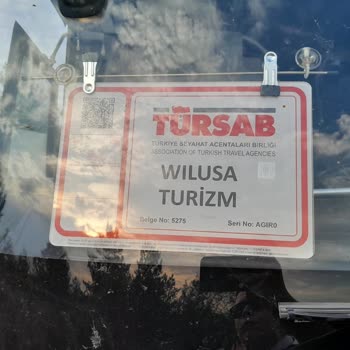 TÜRSAB
TÜRKİYE SEYAHAT ACENTALARI BİRLİĞİ
ASSOCIATION OF TURKISH TRAVEL AGENCIES
WILUSA
TURİZM
Belge No: 5275 Seri No: AGIR0